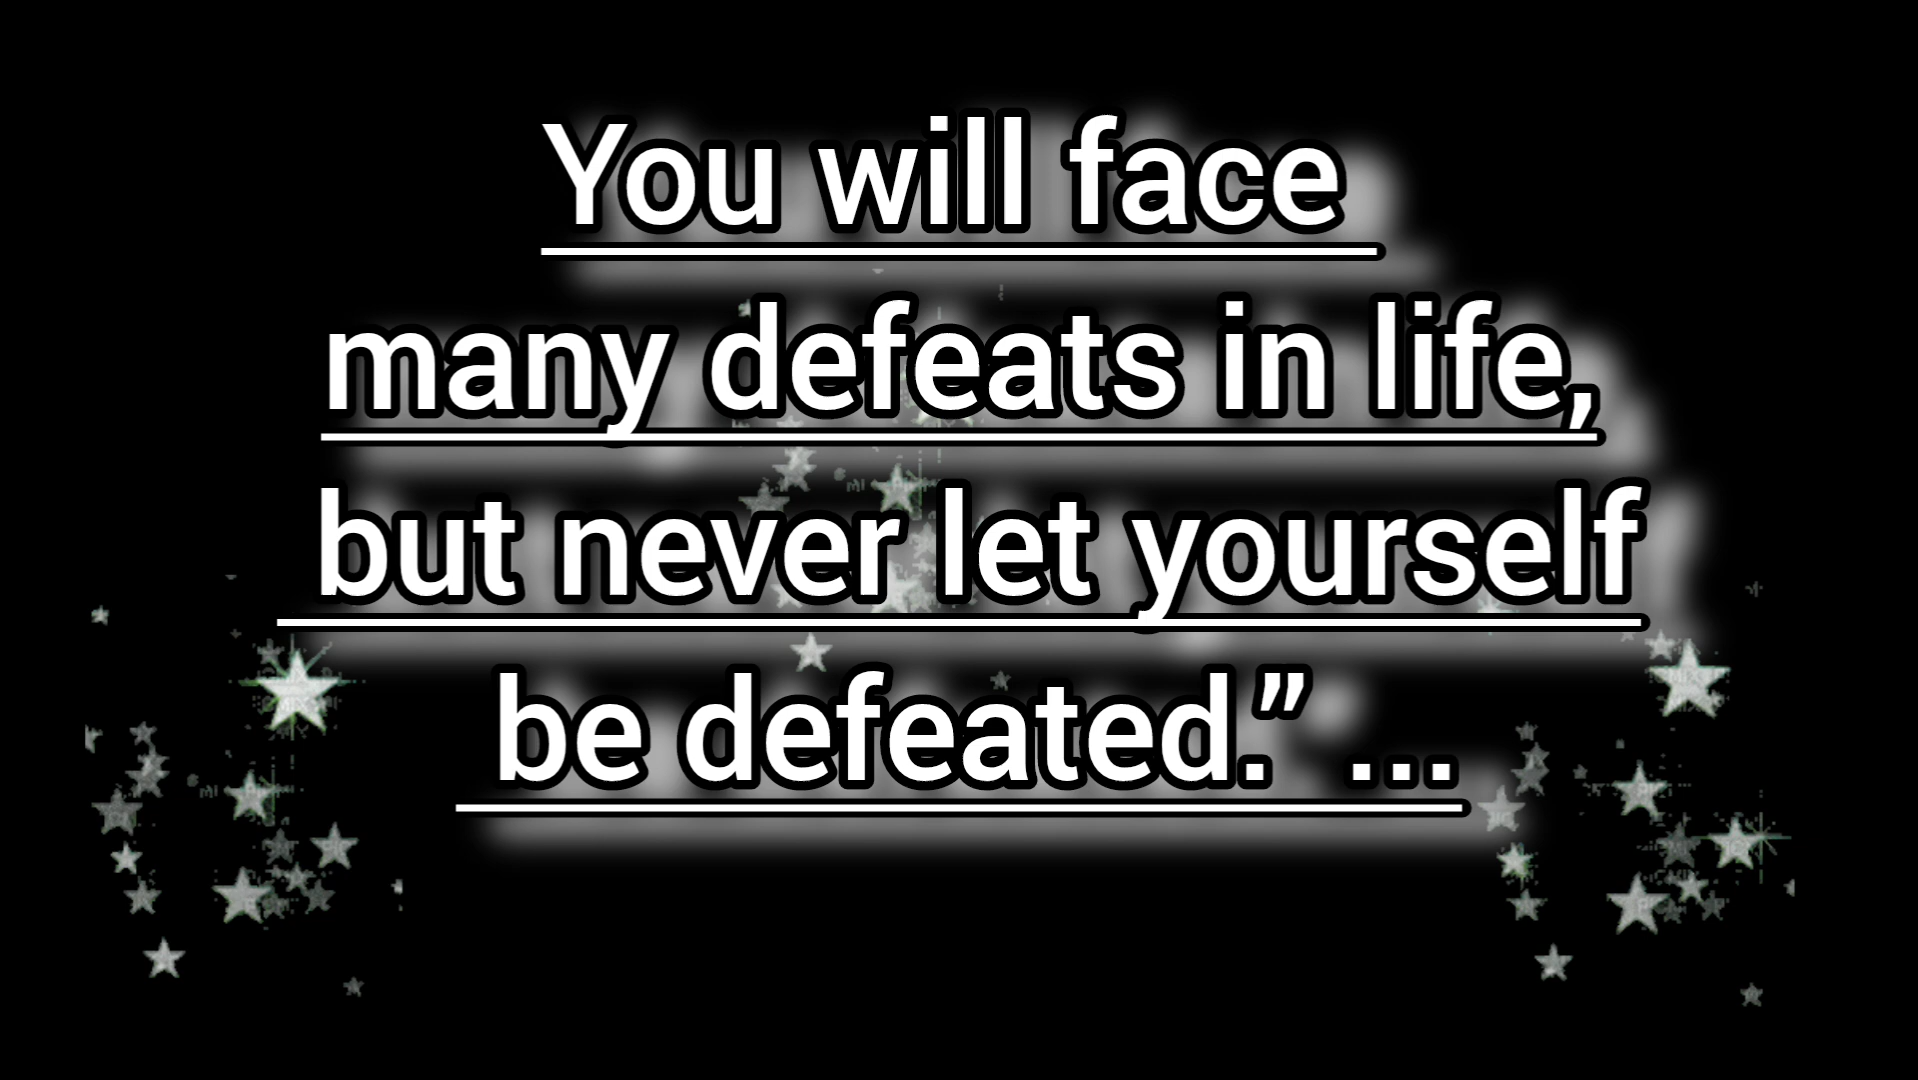 You will face
many defeats in life,
but never let yourself
be defeated.” ...